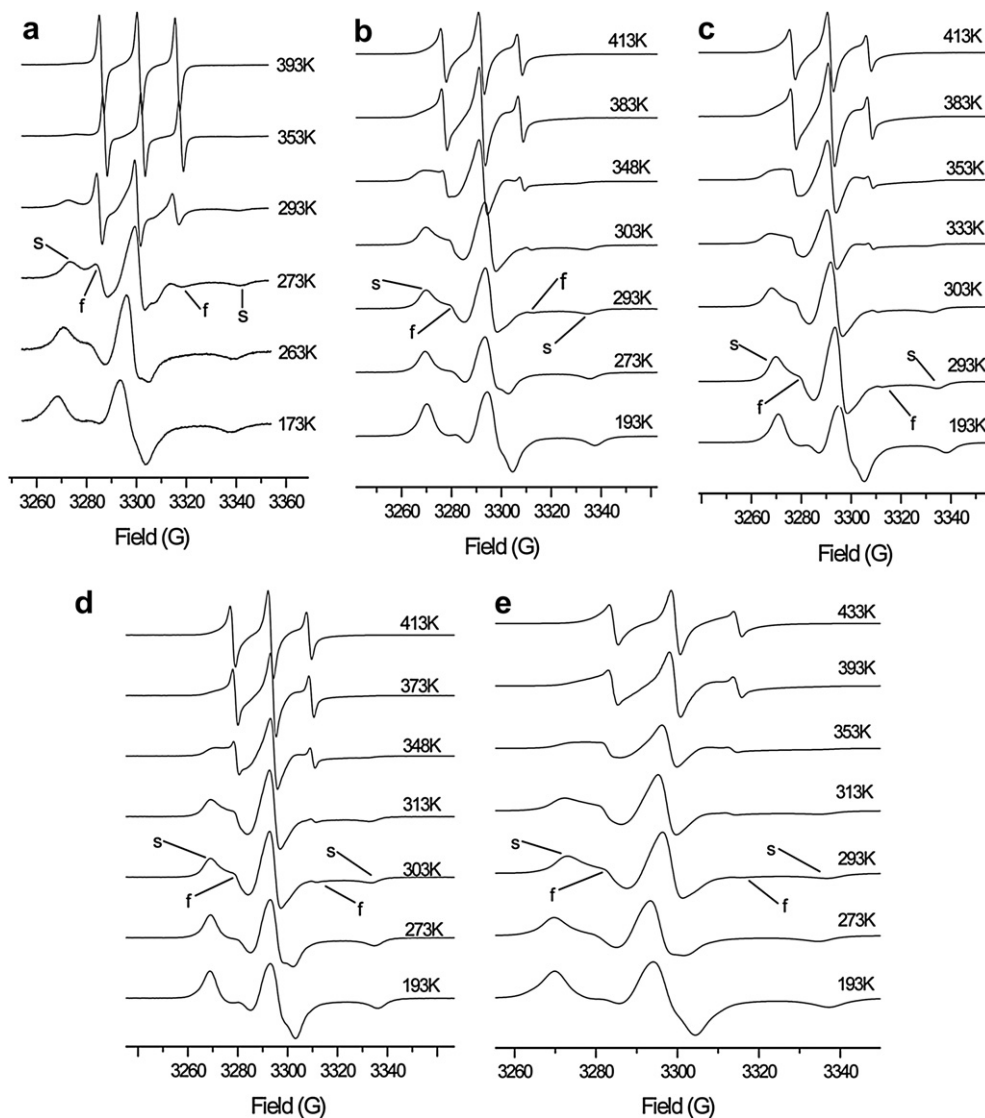 a
393K
353K
293K
s
273K
f
f
s
263K
173K
3260 3280 3300 3320 3340 3360
Field (G)
b
413K
383K
348K
303K
s
f
293K
f
s
273K
193K
3260 3280 3300 3320 3340
Field (G)
c
413K
383K
353K
333K
303K
s
s
293K
f
f
193K
3260 3280 3300 3320 3340
Field (G)
d
413K
373K
348K
313K
s
s
303K
f
f
273K
193K
3240 3260 3280 3300 3320 3340
Field (G)
e
433K
393K
353K
313K
s
s
293K
f
f
273K
193K
3260 3280 3300 3320 3340
Field (G)